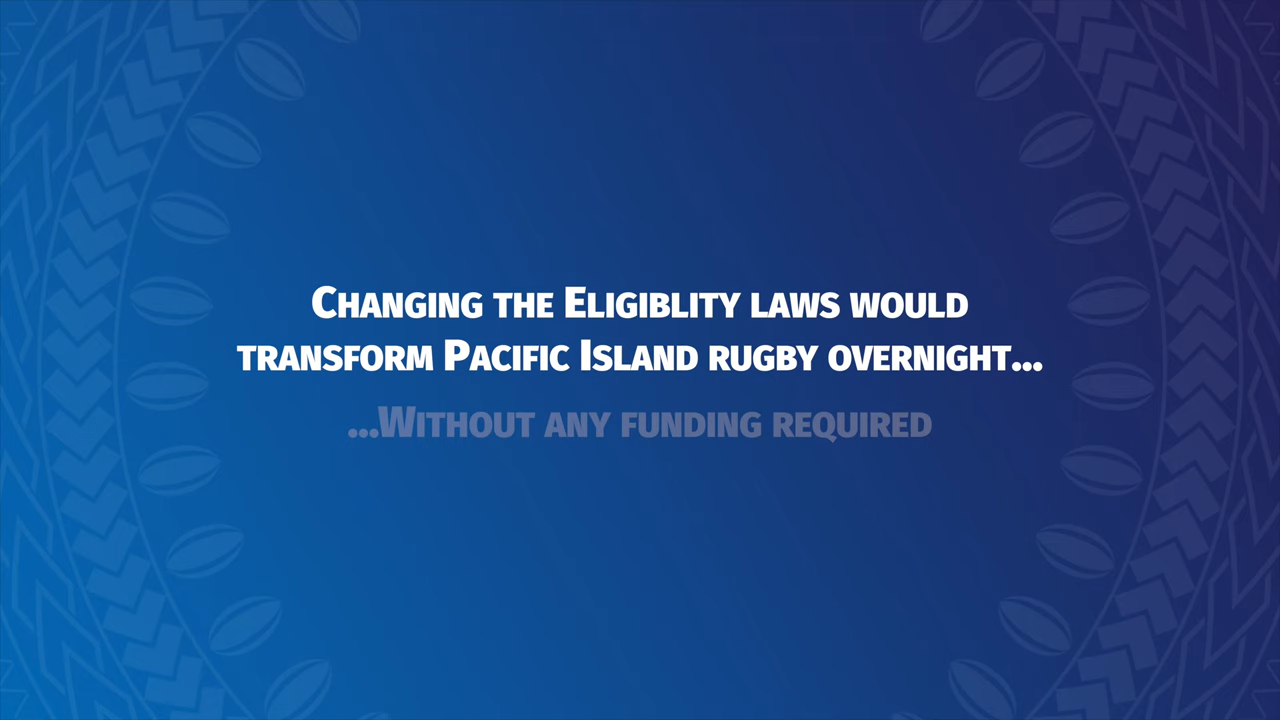 Changing the Eligiblity laws would
transform Pacific Island rugby overnight...
...Without any funding required